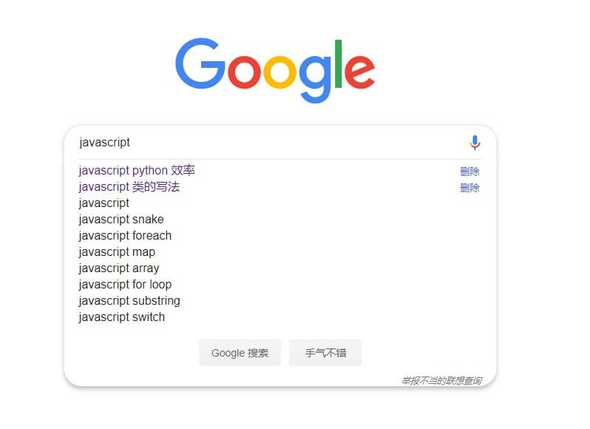 Google
javascript
javascript python 效率 删除
javascript 类的写法 删除
javascript
javascript snake
javascript foreach
javascript map
javascript array
javascript for loop
javascript substring
javascript switch
Google 搜索 手气不错
举报不当的联想查询